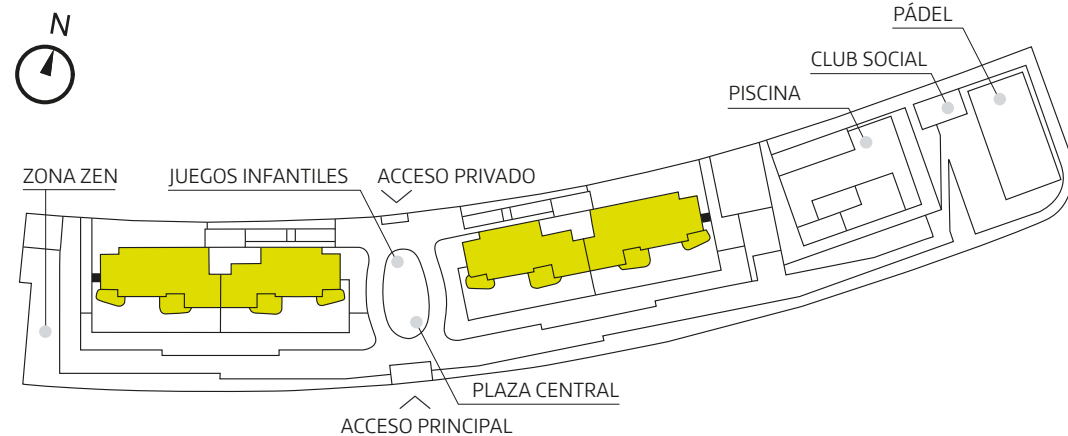 N
PÁDEL
CLUB SOCIAL
PISCINA
ZONA ZEN
JUEGOS INFANTILES
ACCESO PRIVADO
PLAZA CENTRAL
ACCESO PRINCIPAL